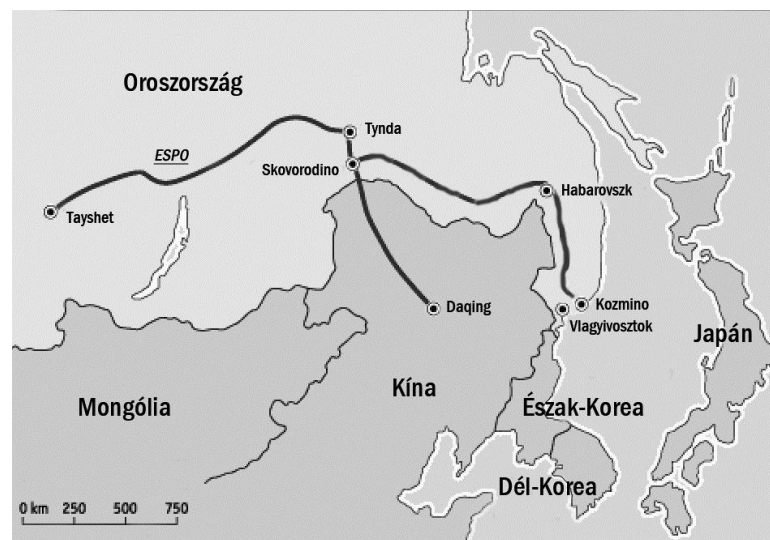 Oroszország
Tynda
ESPO
Skovorodino
Habarovszk
Tayshet
Daqing
Kozmino
Vlagyivosztok
Japán
Kína
Mongólia
Észak-Korea
Dél-Korea
0 km 250 500 750